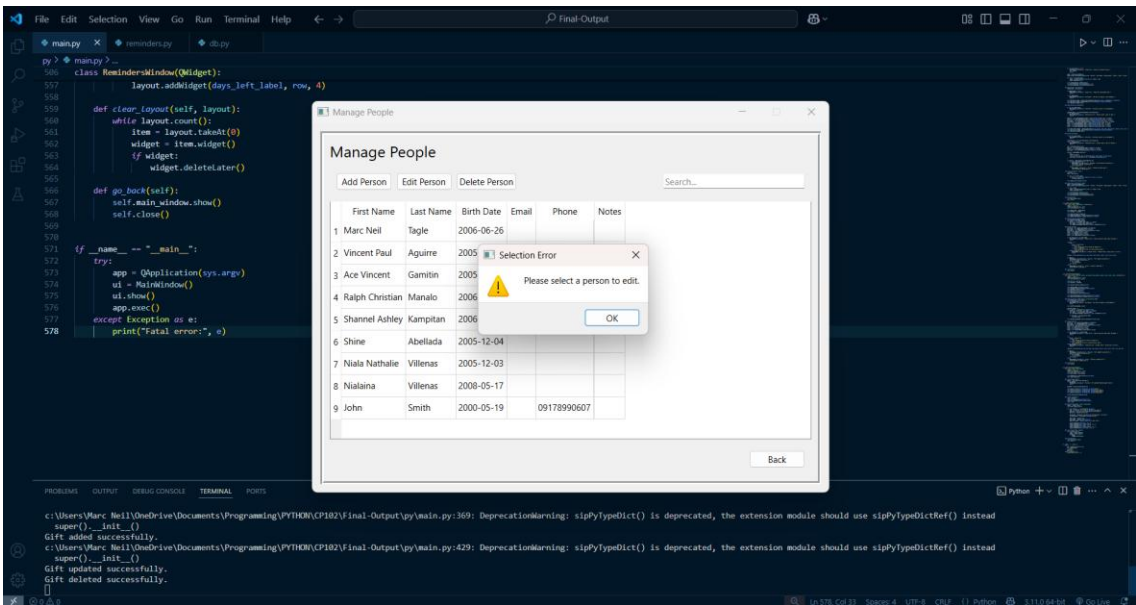 File Edit Selection View Go Run Terminal Help
Final-Output
main.py
reminders.py
db.py
py > main.py > ...
506 class RemindersWindow(QWidget):
557 layout.addWidget(days_left_label, row, 4)
558
559 def clear_layout(self, layout):
560 while layout.count():
561 item = layout.takeAt(0)
562 widget = item.widget()
563 if widget:
564 widget.deleteLater()
565
566 def go_back(self):
567 self.main_window.show()
568 self.close()
569
570
571 if __name__ == "__main__":
572 try:
573 app = QApplication(sys.argv)
574 ui = MainWindow()
575 ui.show()
576 app.exec()
577 except Exception as e:
578 print("Fatal error:", e)
Manage People
Manage People
Add Person Edit Person Delete Person Search...
First Name Last Name Birth Date Email Phone Notes
1 Marc Neil Tagle 2006-06-26
2 Vincent Paul Aguirre 2005
3 Ace Vincent Gamitin 2005
4 Ralph Christian Manalo 2006
5 Shannel Ashley Kampitan 2006
6 Shine Abellada 2005-12-04
7 Niala Nathalie Villenas 2005-12-03
8 Nialaina Villenas 2008-05-17
9 John Smith 2000-05-19 09178990607
Back
Selection Error
Please select a person to edit.
OK
PROBLEMS OUTPUT DEBUG CONSOLE TERMINAL PORTS
Python
c:\Users\Marc Neil\OneDrive\Documents\Programming\PYTHON\CP102\Final-Output\py\main.py:369: DeprecationWarning: sipPyTypeDict() is deprecated, the extension module should use sipPyTypeDictRef() instead
super().__init__()
Gift added successfully.
c:\Users\Marc Neil\OneDrive\Documents\Programming\PYTHON\CP102\Final-Output\py\main.py:429: DeprecationWarning: sipPyTypeDict() is deprecated, the extension module should use sipPyTypeDictRef() instead
super().__init__()
Gift updated successfully.
Gift deleted successfully.
0 0
Ln 578, Col 33 Spaces: 4 UTF-8 CRLF { } Python 3.11.0 64-bit Go Live